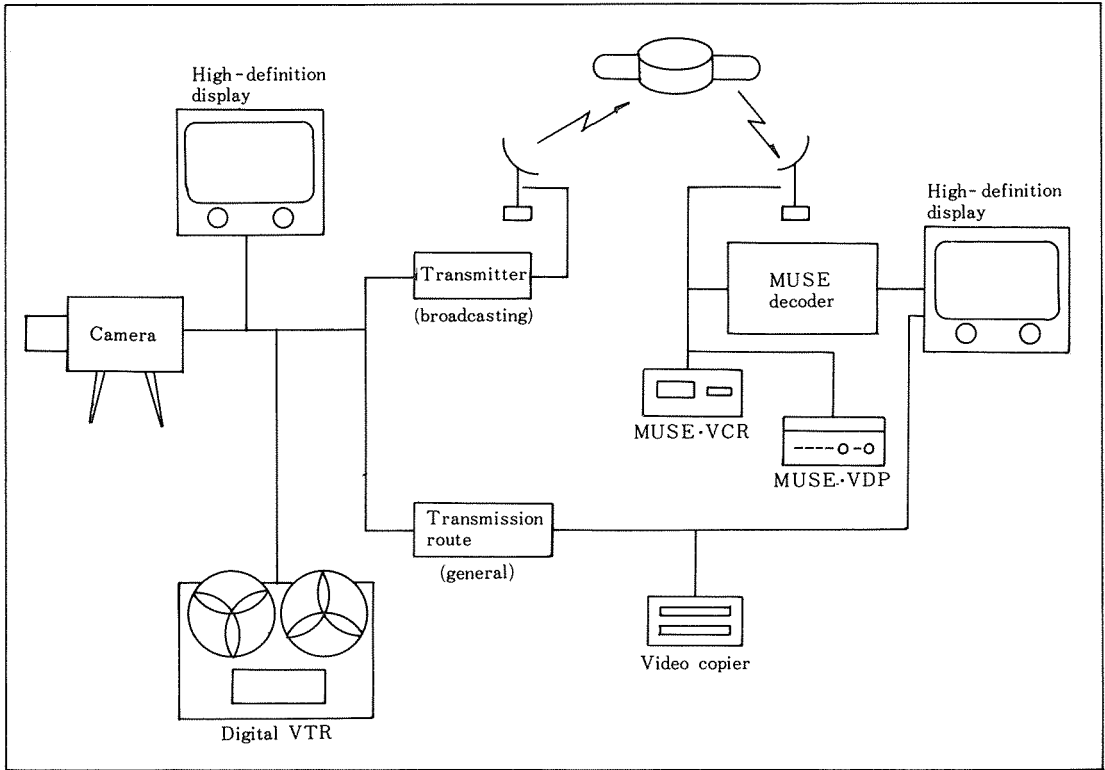 High-definition
display
High-definition
display
Transmitter
(broadcasting)
MUSE
decoder
Camera
MUSE·VCR
MUSE·VDP
Transmission
route
(general)
Video copier
Digital VTR